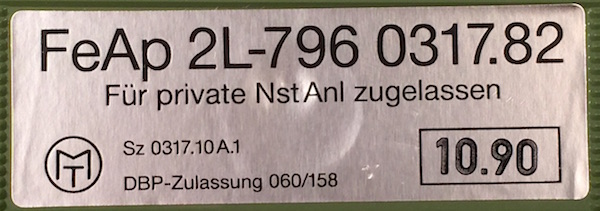 FeAp 2L-796 0317.82
Für private NstAnl zugelassen
MT
Sz 0317.10 A.1
10.90
DBP-Zulassung 060/158